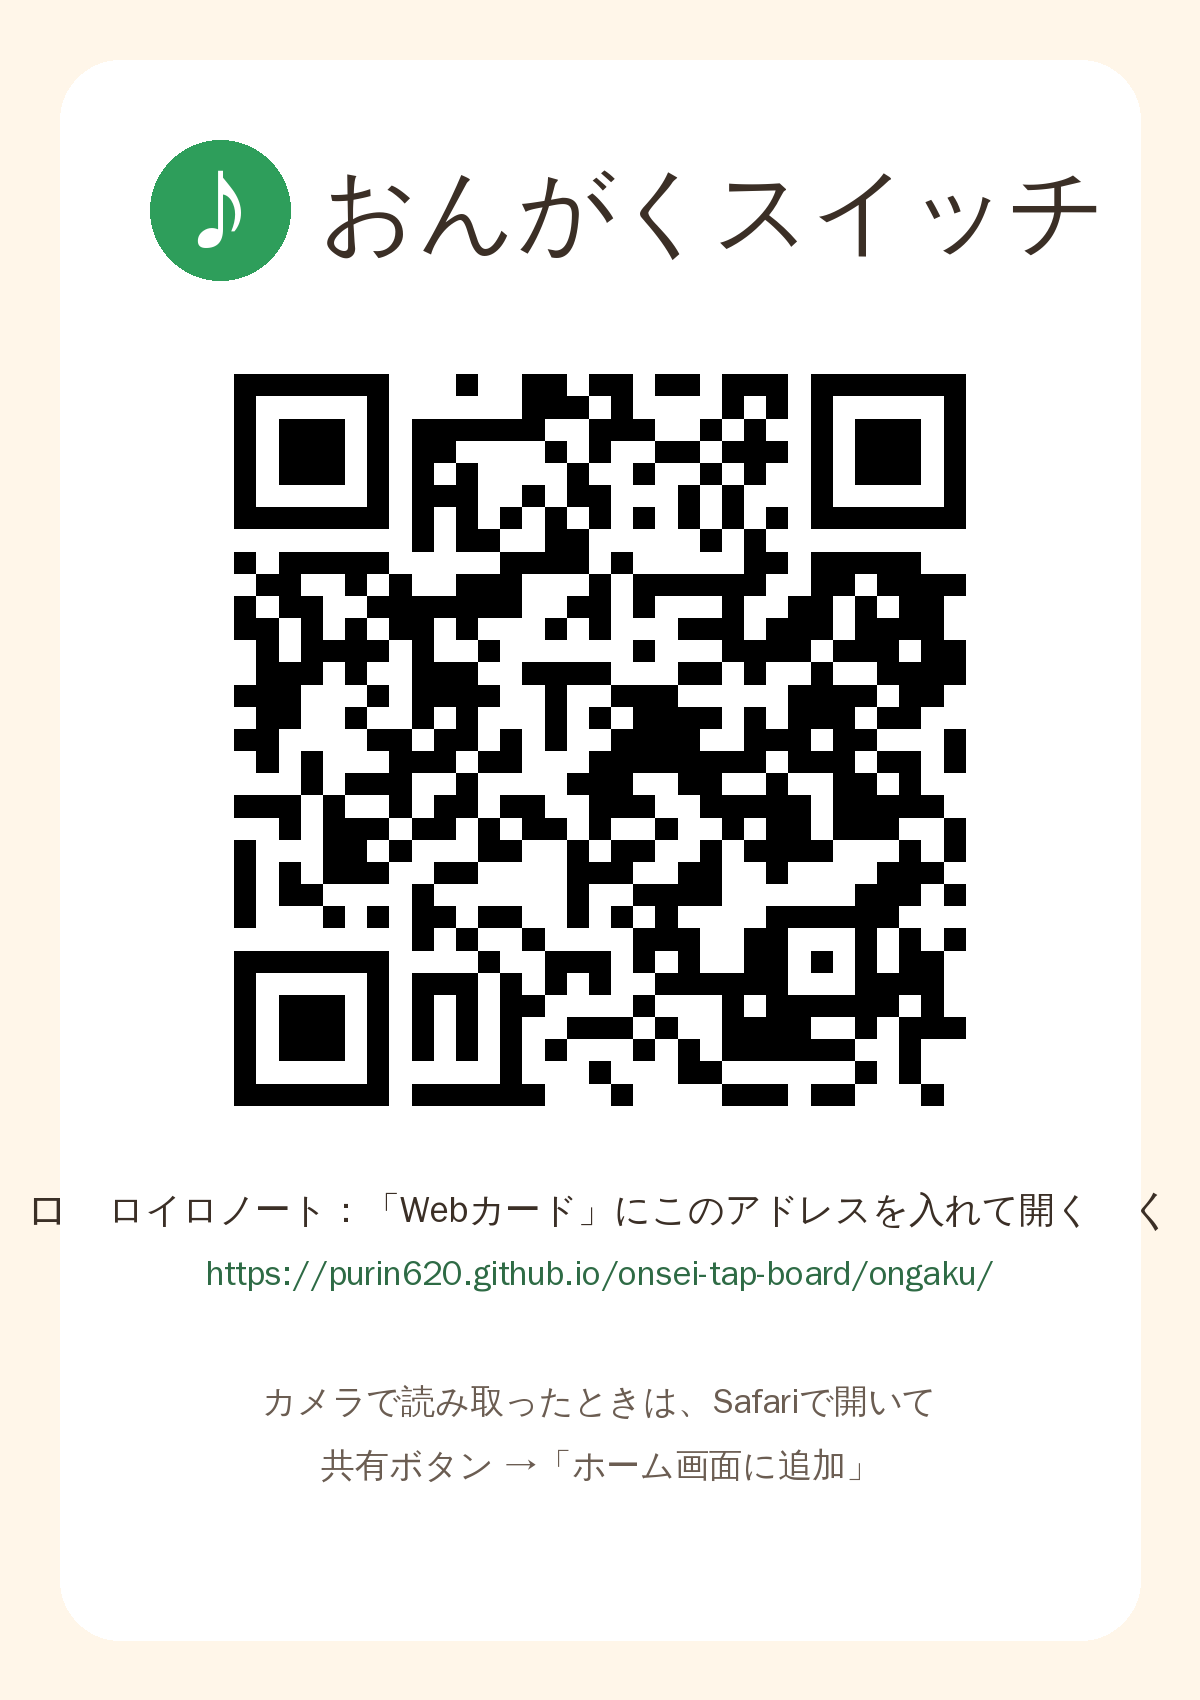 おんがくスイッチ
ロ ロイロノート：「Webカード」にこのアドレスを入れて開く く
https://purin620.github.io/onsei-tap-board/ongaku/
カメラで読み取ったときは、Safariで開いて
共有ボタン →「ホーム画面に追加」